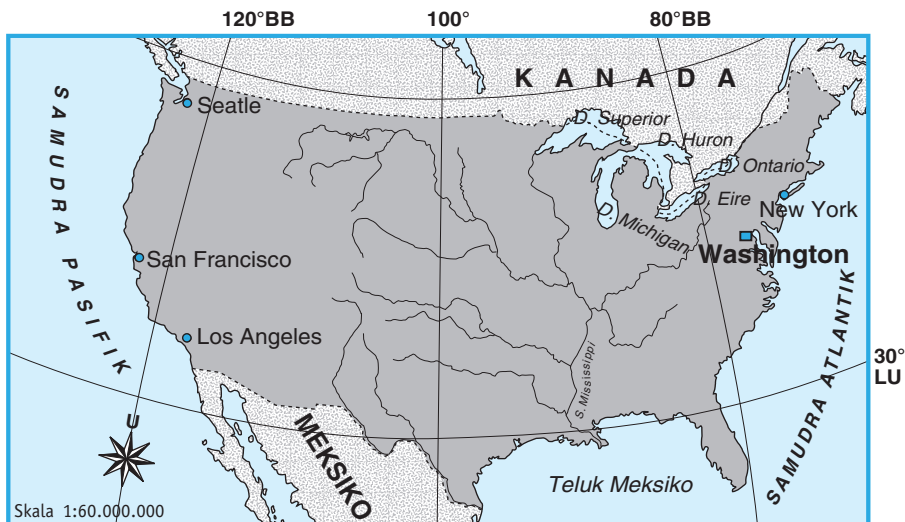 120°BB
100°
80°BB
KANADA
SAMUDRA PASIFIK
Seatle
D. Superior
D. Huron
D. Ontario
D. Eire
New York
D. Michigan
Washington
San Francisco
Los Angeles
S. Mississippi
SAMUDRA ATLANTIK
30°
LU
U
MEKSIKO
Teluk Meksiko
Skala 1:60.000.000